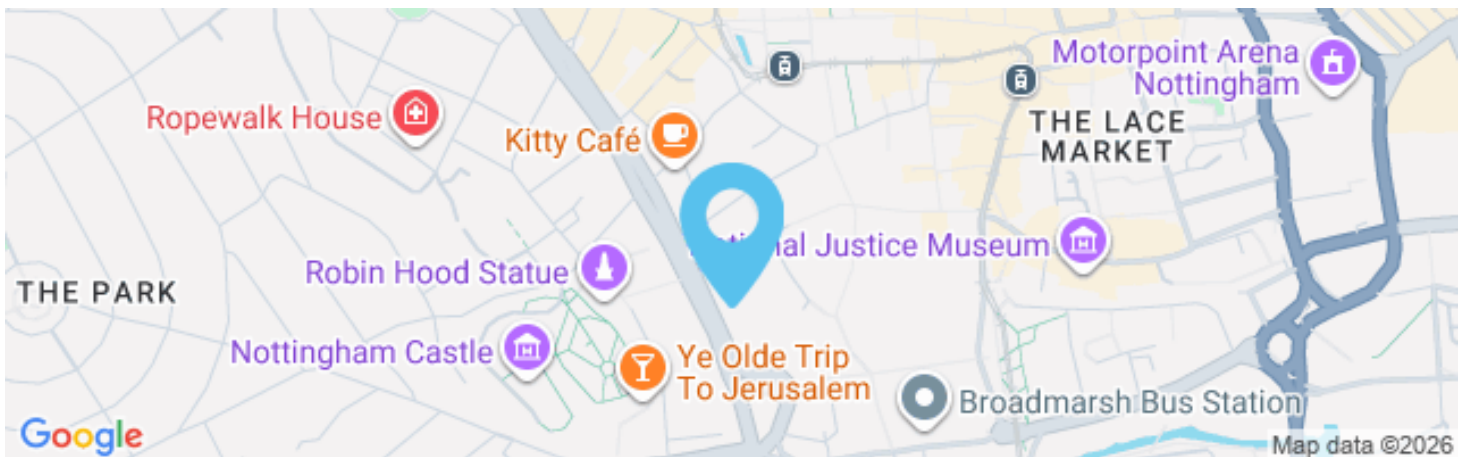 Motorpoint Arena
Nottingham
Ropewalk House
Kitty Café
THE LACE
MARKET
al Justice Museum
Robin Hood Statue
THE PARK
Nottingham Castle
Ye Olde Trip
To Jerusalem
Broadmarsh Bus Station
Google
Map data ©2026